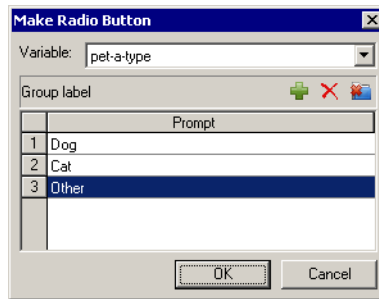 Make Radio Button
Variable: pet-a-type
Group label
Prompt
1 Dog
2 Cat
3 Other
OK Cancel